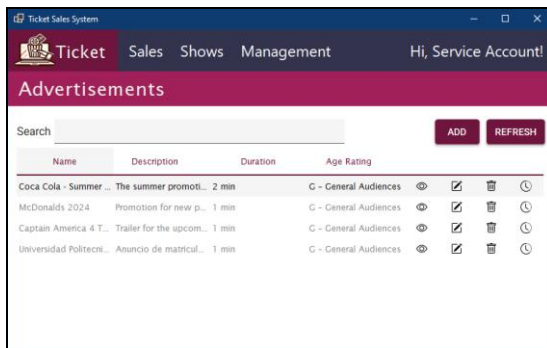 Ticket Sales System
Ticket Sales Shows Management Hi, Service Account!
Advertisements
Search ADD REFRESH
Name Description Duration Age Rating
Coca Cola - Summer ... The summer promoti... 2 min G - General Audiences
McDonalds 2024 Promotion for new p... 1 min G - General Audiences
Captain America 4 T... Trailer for the upcom... 1 min G - General Audiences
Universidad Politecni... Anuncio de matricul... 1 min G - General Audiences